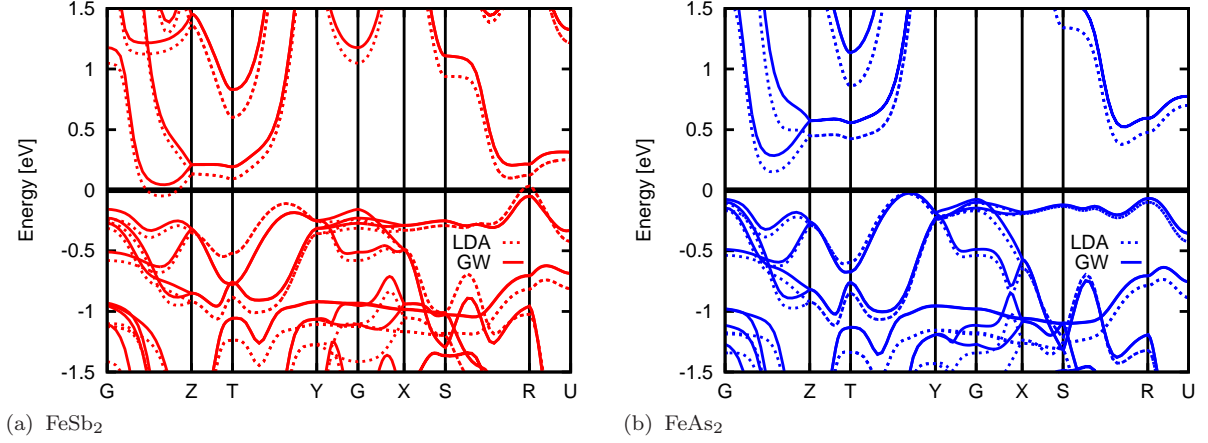 1.5
1
0.5
0
-0.5
-1
-1.5
Energy [eV]
LDA
GW
G Z T Y G X S R U
(a) FeSb2
1.5
1
0.5
0
-0.5
-1
-1.5
Energy [eV]
LDA
GW
G Z T Y G X S R U
(b) FeAs2